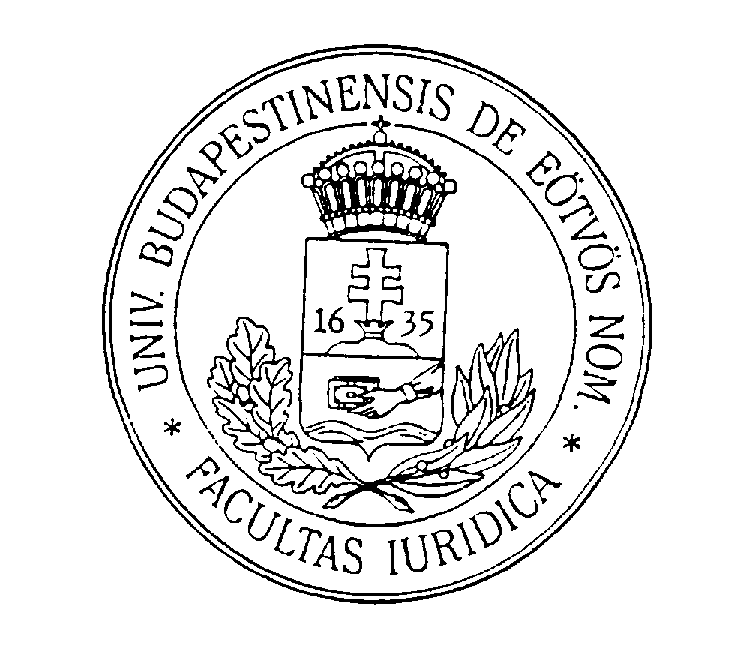 UNIV. BUDAPESTINENSIS DE EÖTVÖS NOM.
16 35
* FACULTAS IURIDICA *